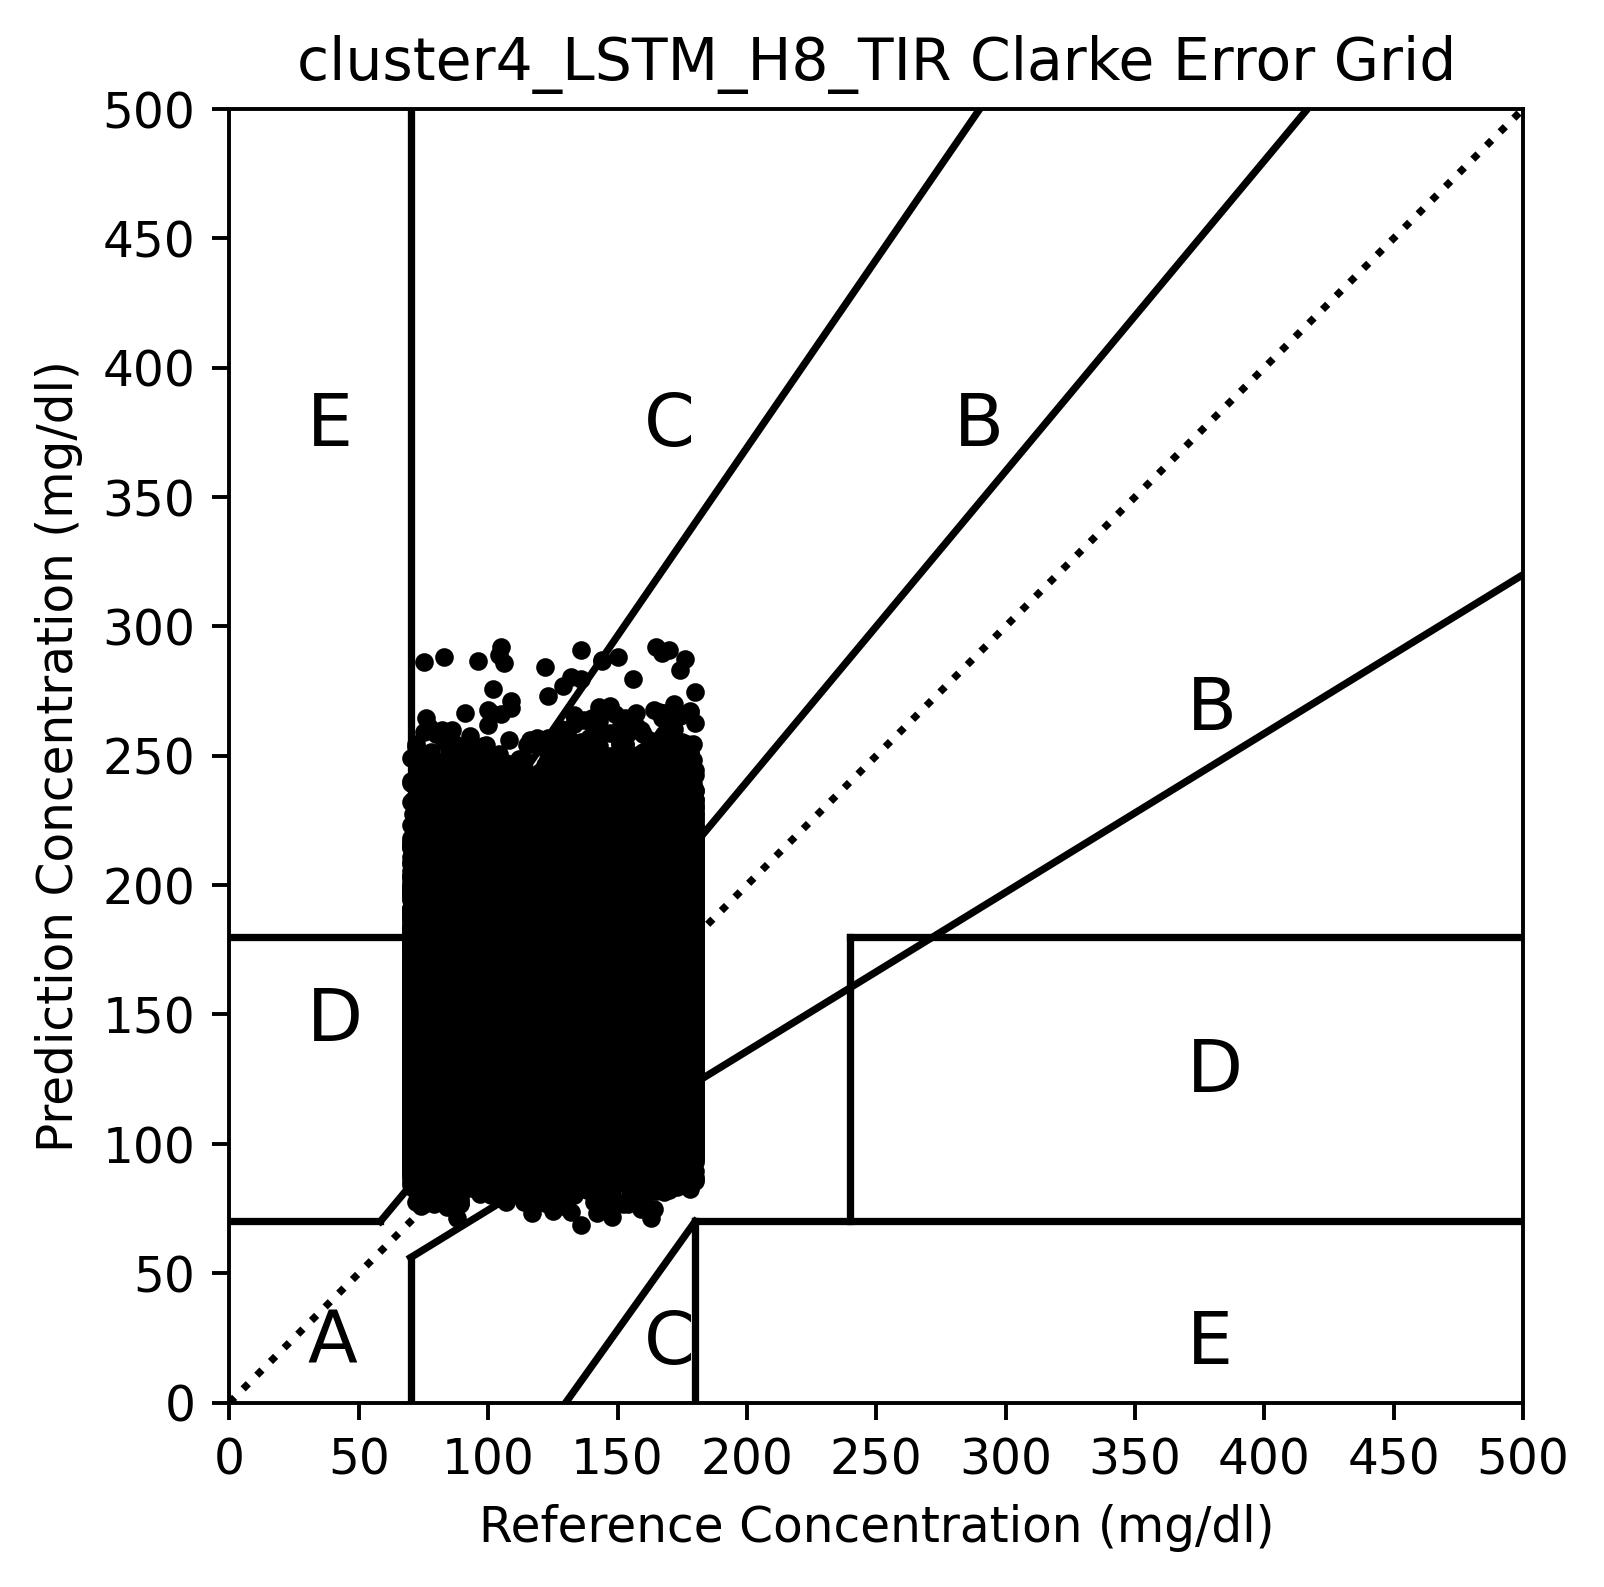 cluster4_LSTM_H8_TIR Clarke Error Grid
500
450
400
350
300
250
200
150
100
50
0
Prediction Concentration (mg/dl)
E
C
B
B
D
D
A
C
E
0 50 100 150 200 250 300 350 400 450 500
Reference Concentration (mg/dl)